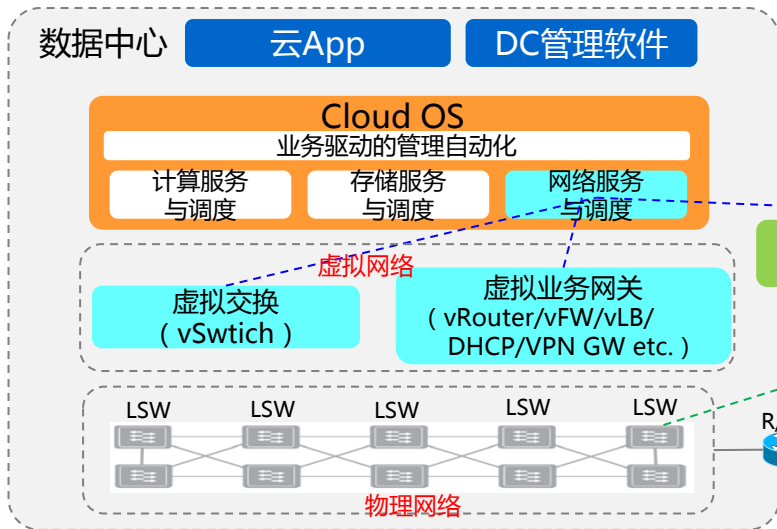 数据中心
云App
DC管理软件
Cloud OS
业务驱动的管理自动化
计算服务
与调度
存储服务
与调度
网络服务
与调度
虚拟网络
虚拟交换
（vSwtich）
虚拟业务网关
（vRouter/vFW/vLB/
DHCP/VPN GW etc.）
LSW
LSW
LSW
LSW
LSW
R/
物理网络